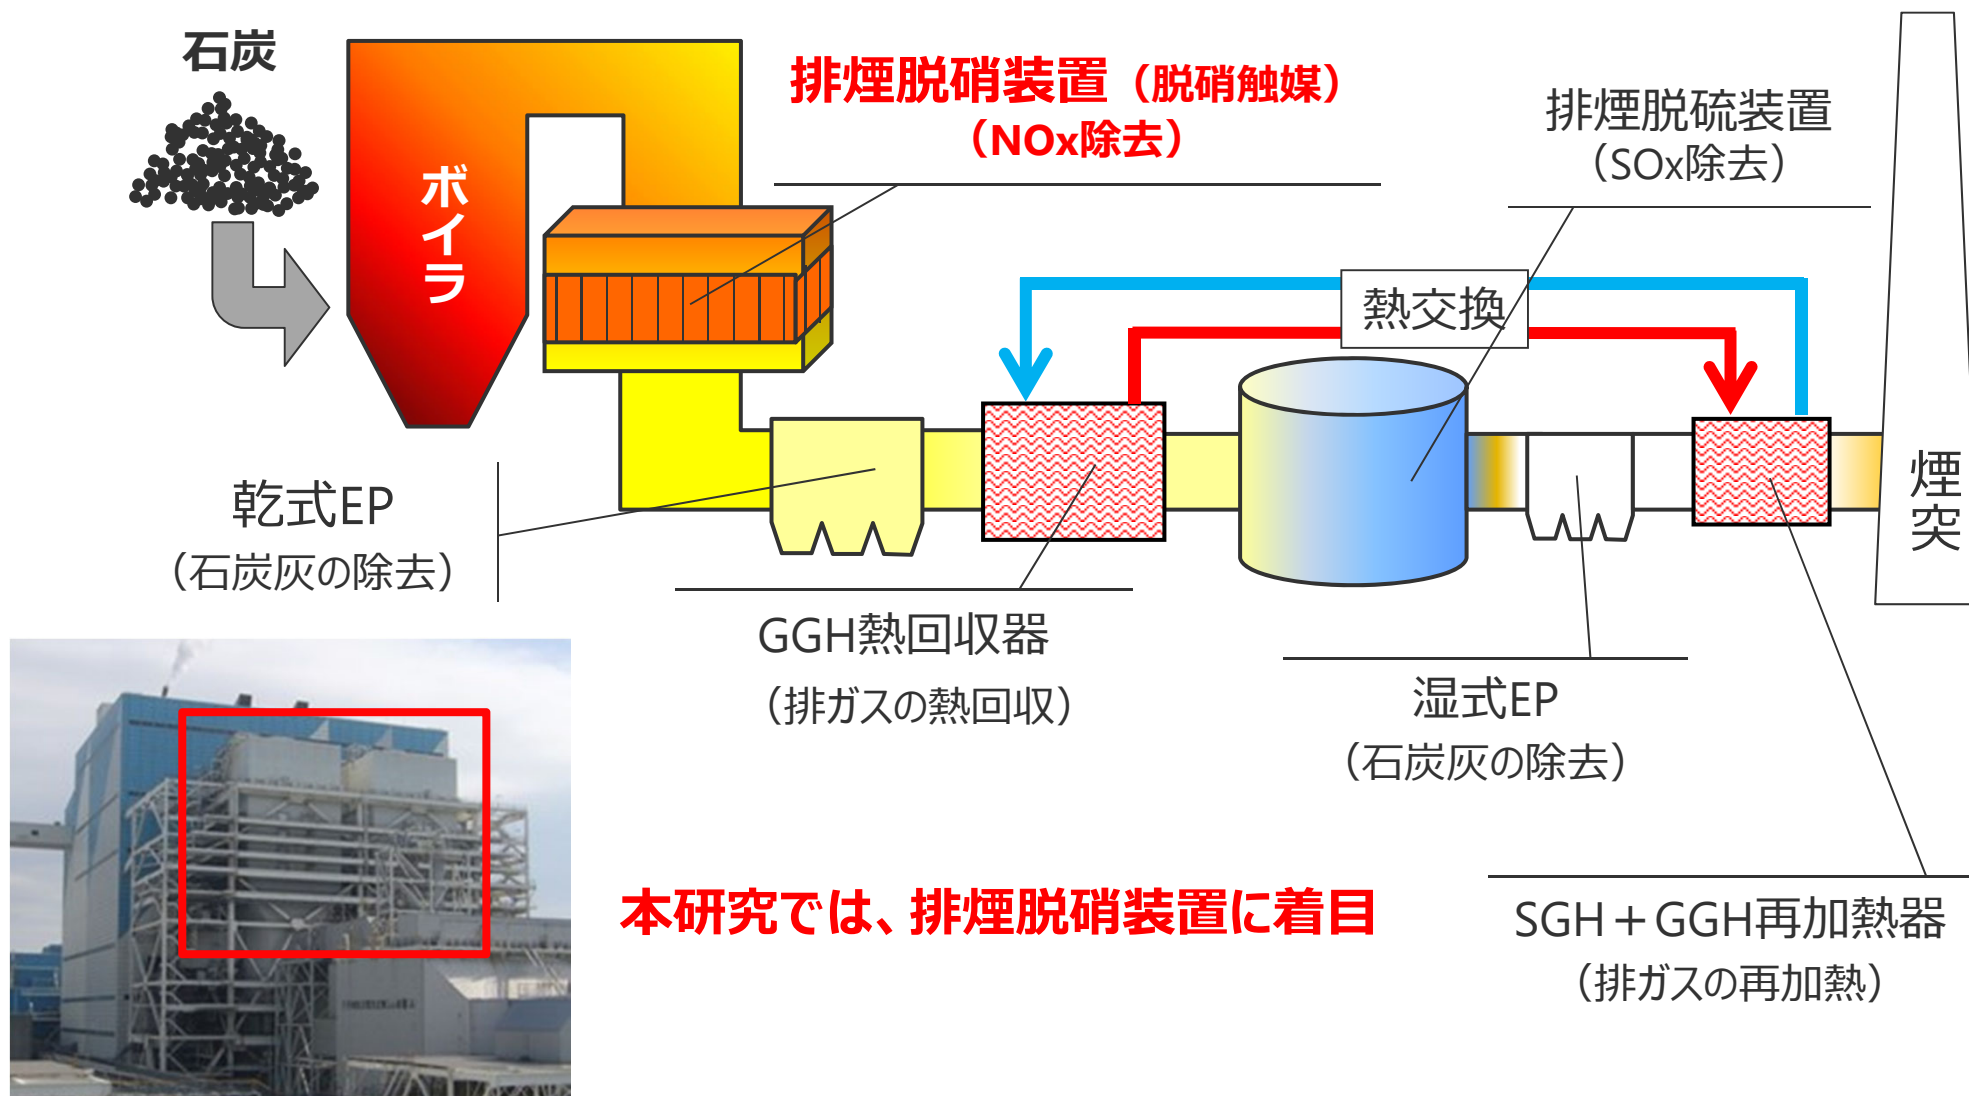 石炭
ボイラ
排煙脱硝装置（脱硝触媒）
（NOx除去）
排煙脱硫装置
（SOx除去）
熱交換
煙突
乾式EP
（石炭灰の除去）
GGH熱回収器
（排ガスの熱回収）
湿式EP
（石炭灰の除去）
本研究では、排煙脱硝装置に着目
SGH＋GGH再加熱器
（排ガスの再加熱）